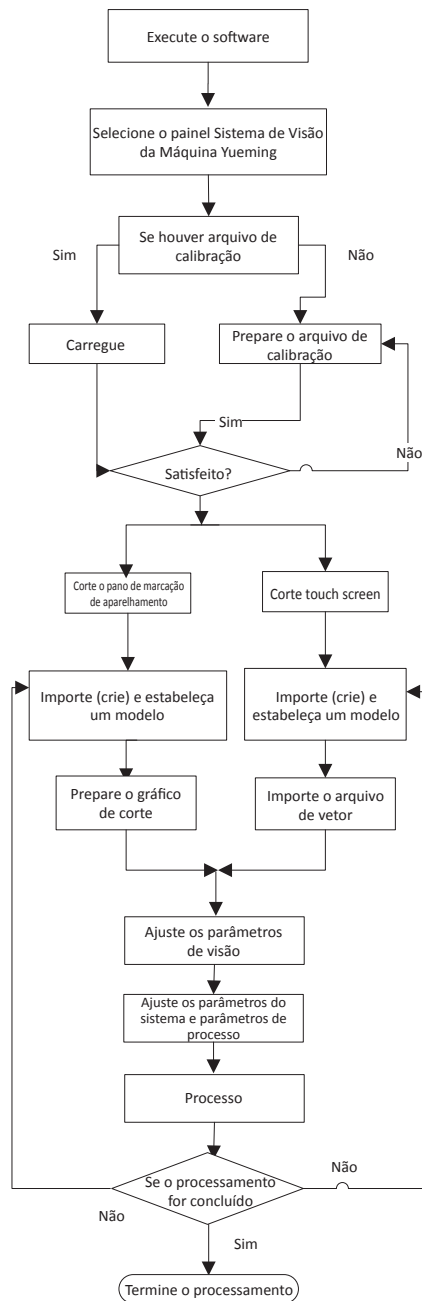 Execute o software
Selecione o painel Sistema de Visão
da Máquina Yueming
Se houver arquivo de
calibração
Sim
Não
Carregue
Prepare o arquivo de
calibração
Sim
Não
Satisfeito?
Corte o pano de marcação
de aparelhamento
Corte touch screen
Importe (crie) e estabeleça
um modelo
Importe (crie) e
estabeleça um modelo
Prepare o gráfico
de corte
Importe o arquivo
de vetor
Ajuste os parâmetros
de visão
Ajuste os parâmetros do
sistema e parâmetros de
processo
Processo
Se o processamento
for concluído
Não
Não
Sim
Termine o processamento